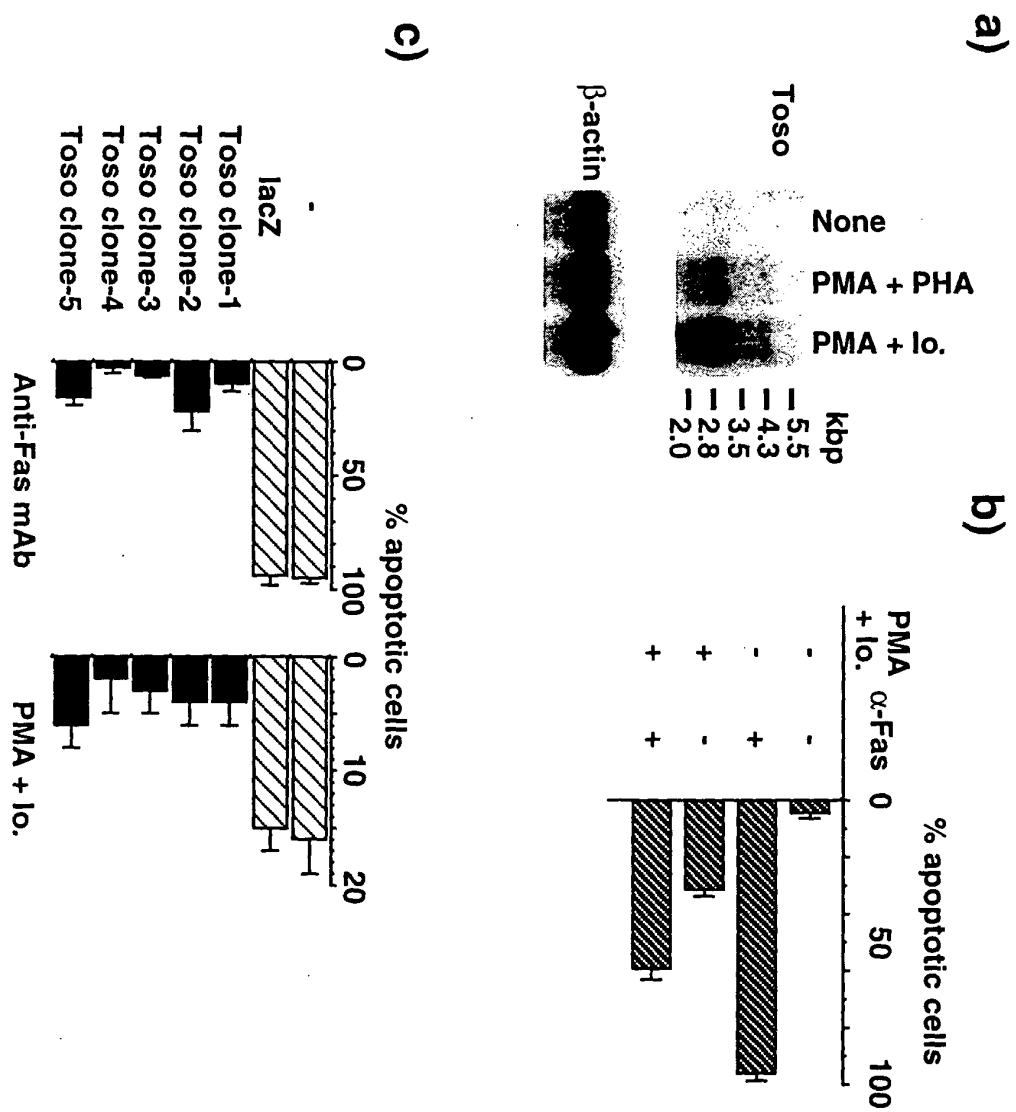 a)
None
PMA + PHA
PMA + Io.
kbp
Toso
5.5
4.3
3.5
2.8
2.0
β-actin
b)
% apoptotic cells
0 50 100
PMA + Io. α-Fas
- -
- +
+ -
+ +
c)
% apoptotic cells
0 50 100
0 10 20
-
lacZ
Toso clone-1
Toso clone-2
Toso clone-3
Toso clone-4
Toso clone-5
Anti-Fas mAb
PMA + Io.